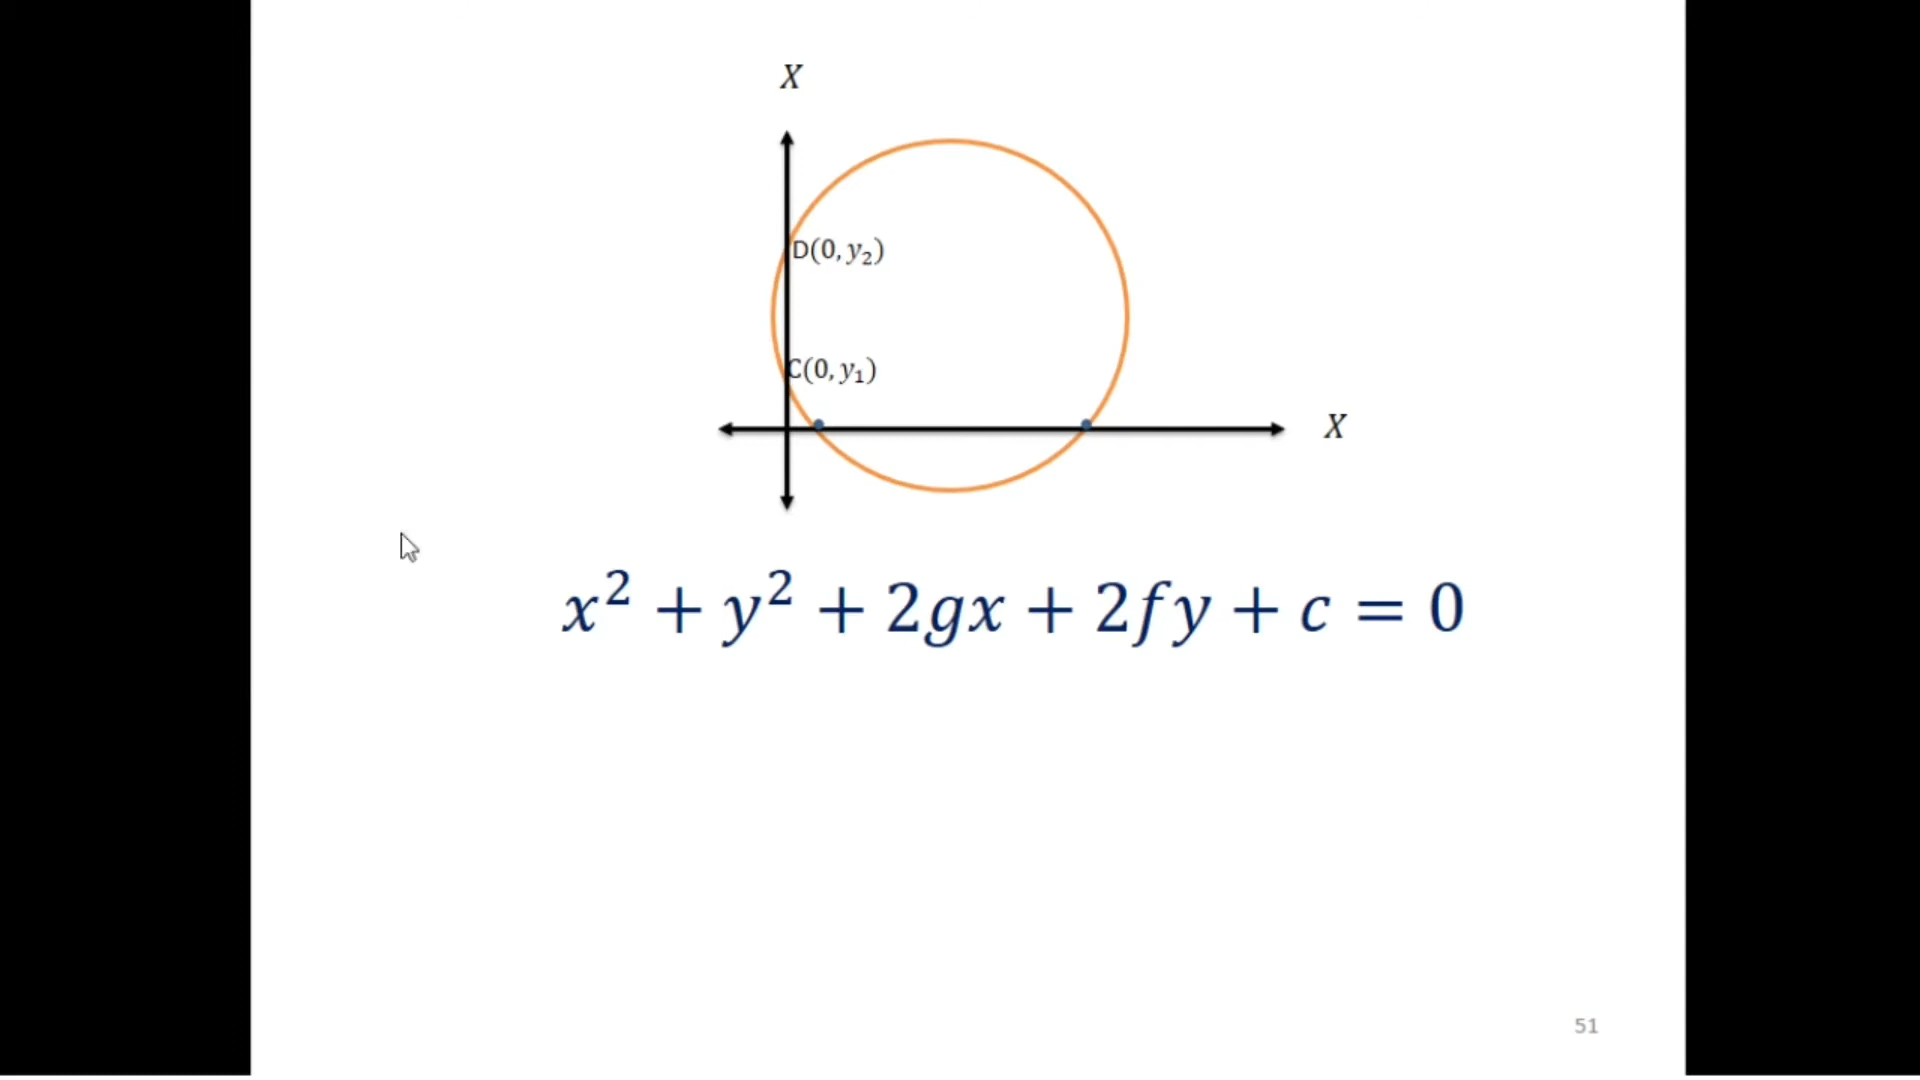 X
D(0, y₂)
C(0, y₁)
X
x² + y² + 2gx + 2fy + c = 0
51